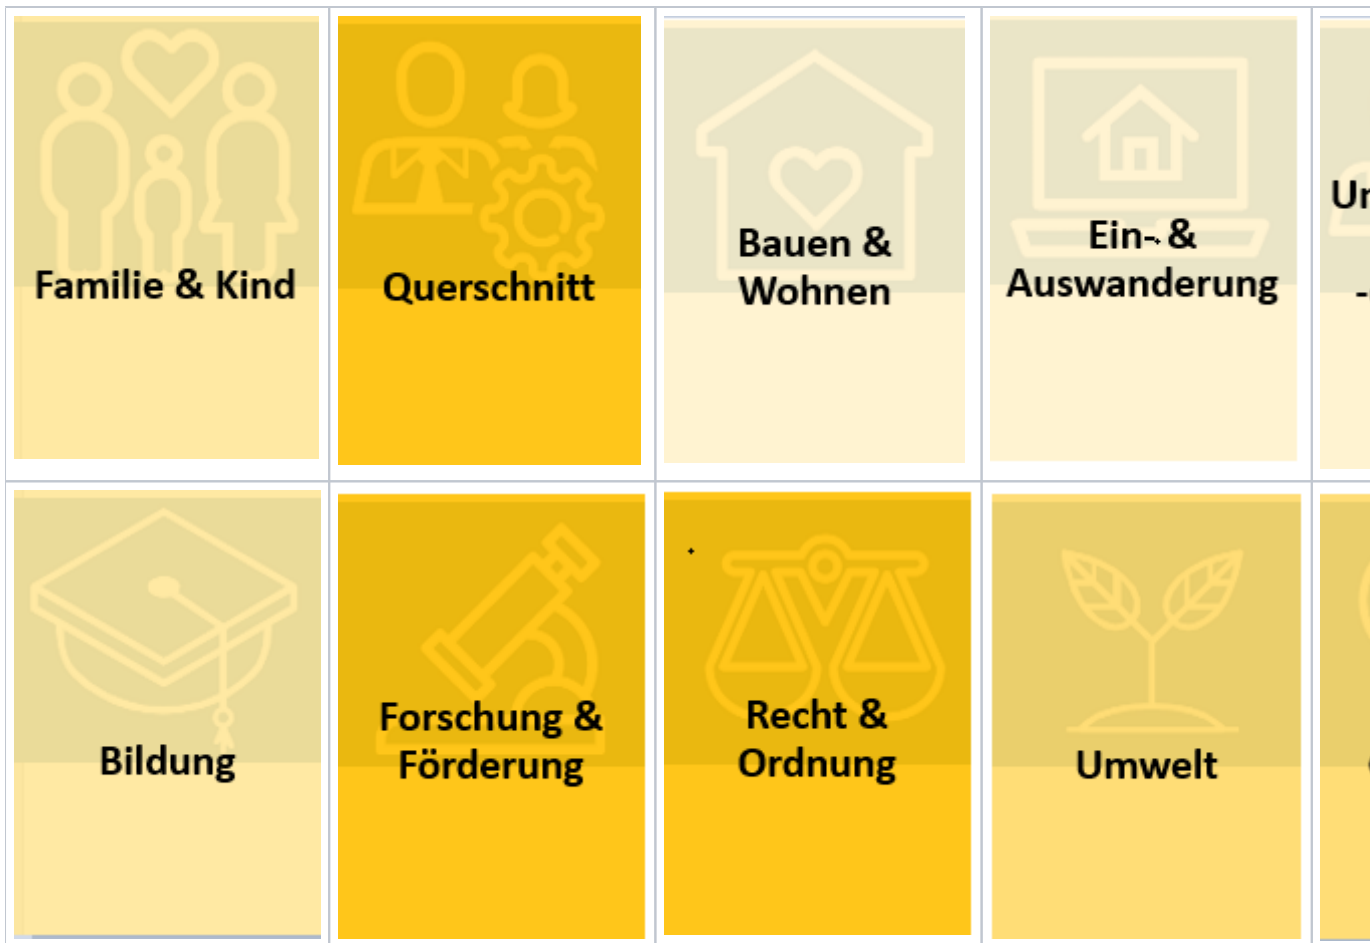 Familie & Kind
Querschnitt
Bauen &
Wohnen
Ein- &
Auswanderung
Bildung
Forschung &
Förderung
Recht &
Ordnung
Umwelt